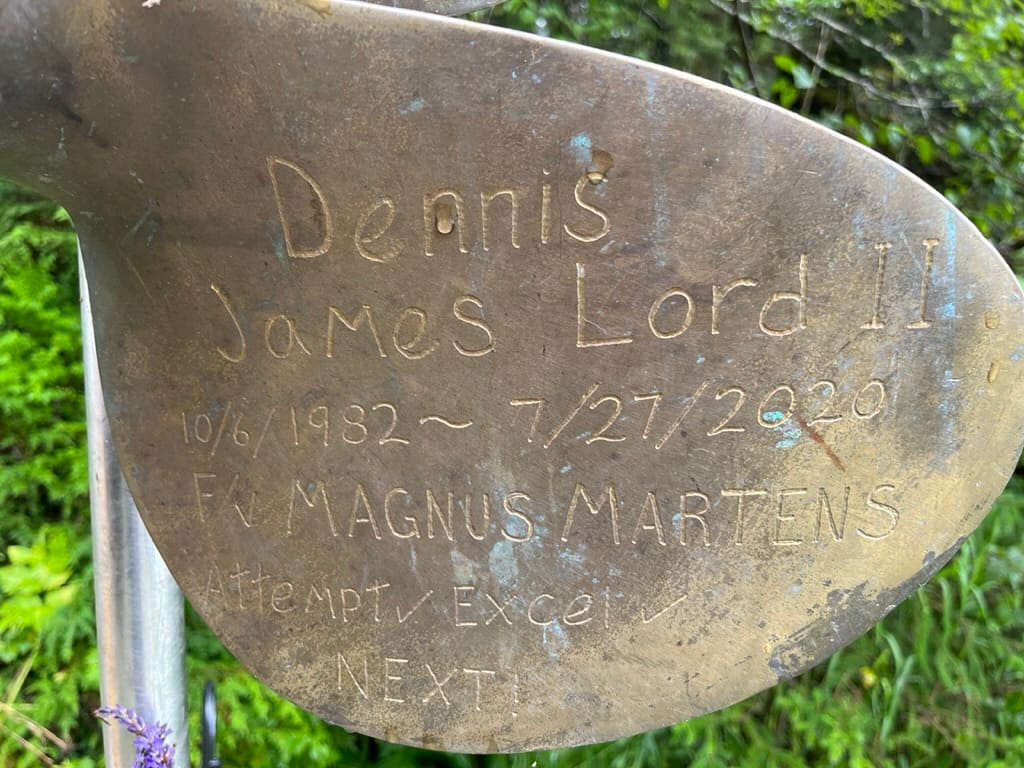 Dennis
James Lord II
10/6/1982 ~ 7/27/2020
F/V MAGNUS MARTENS
Attempt ✓ Excel ✓
NEXT!